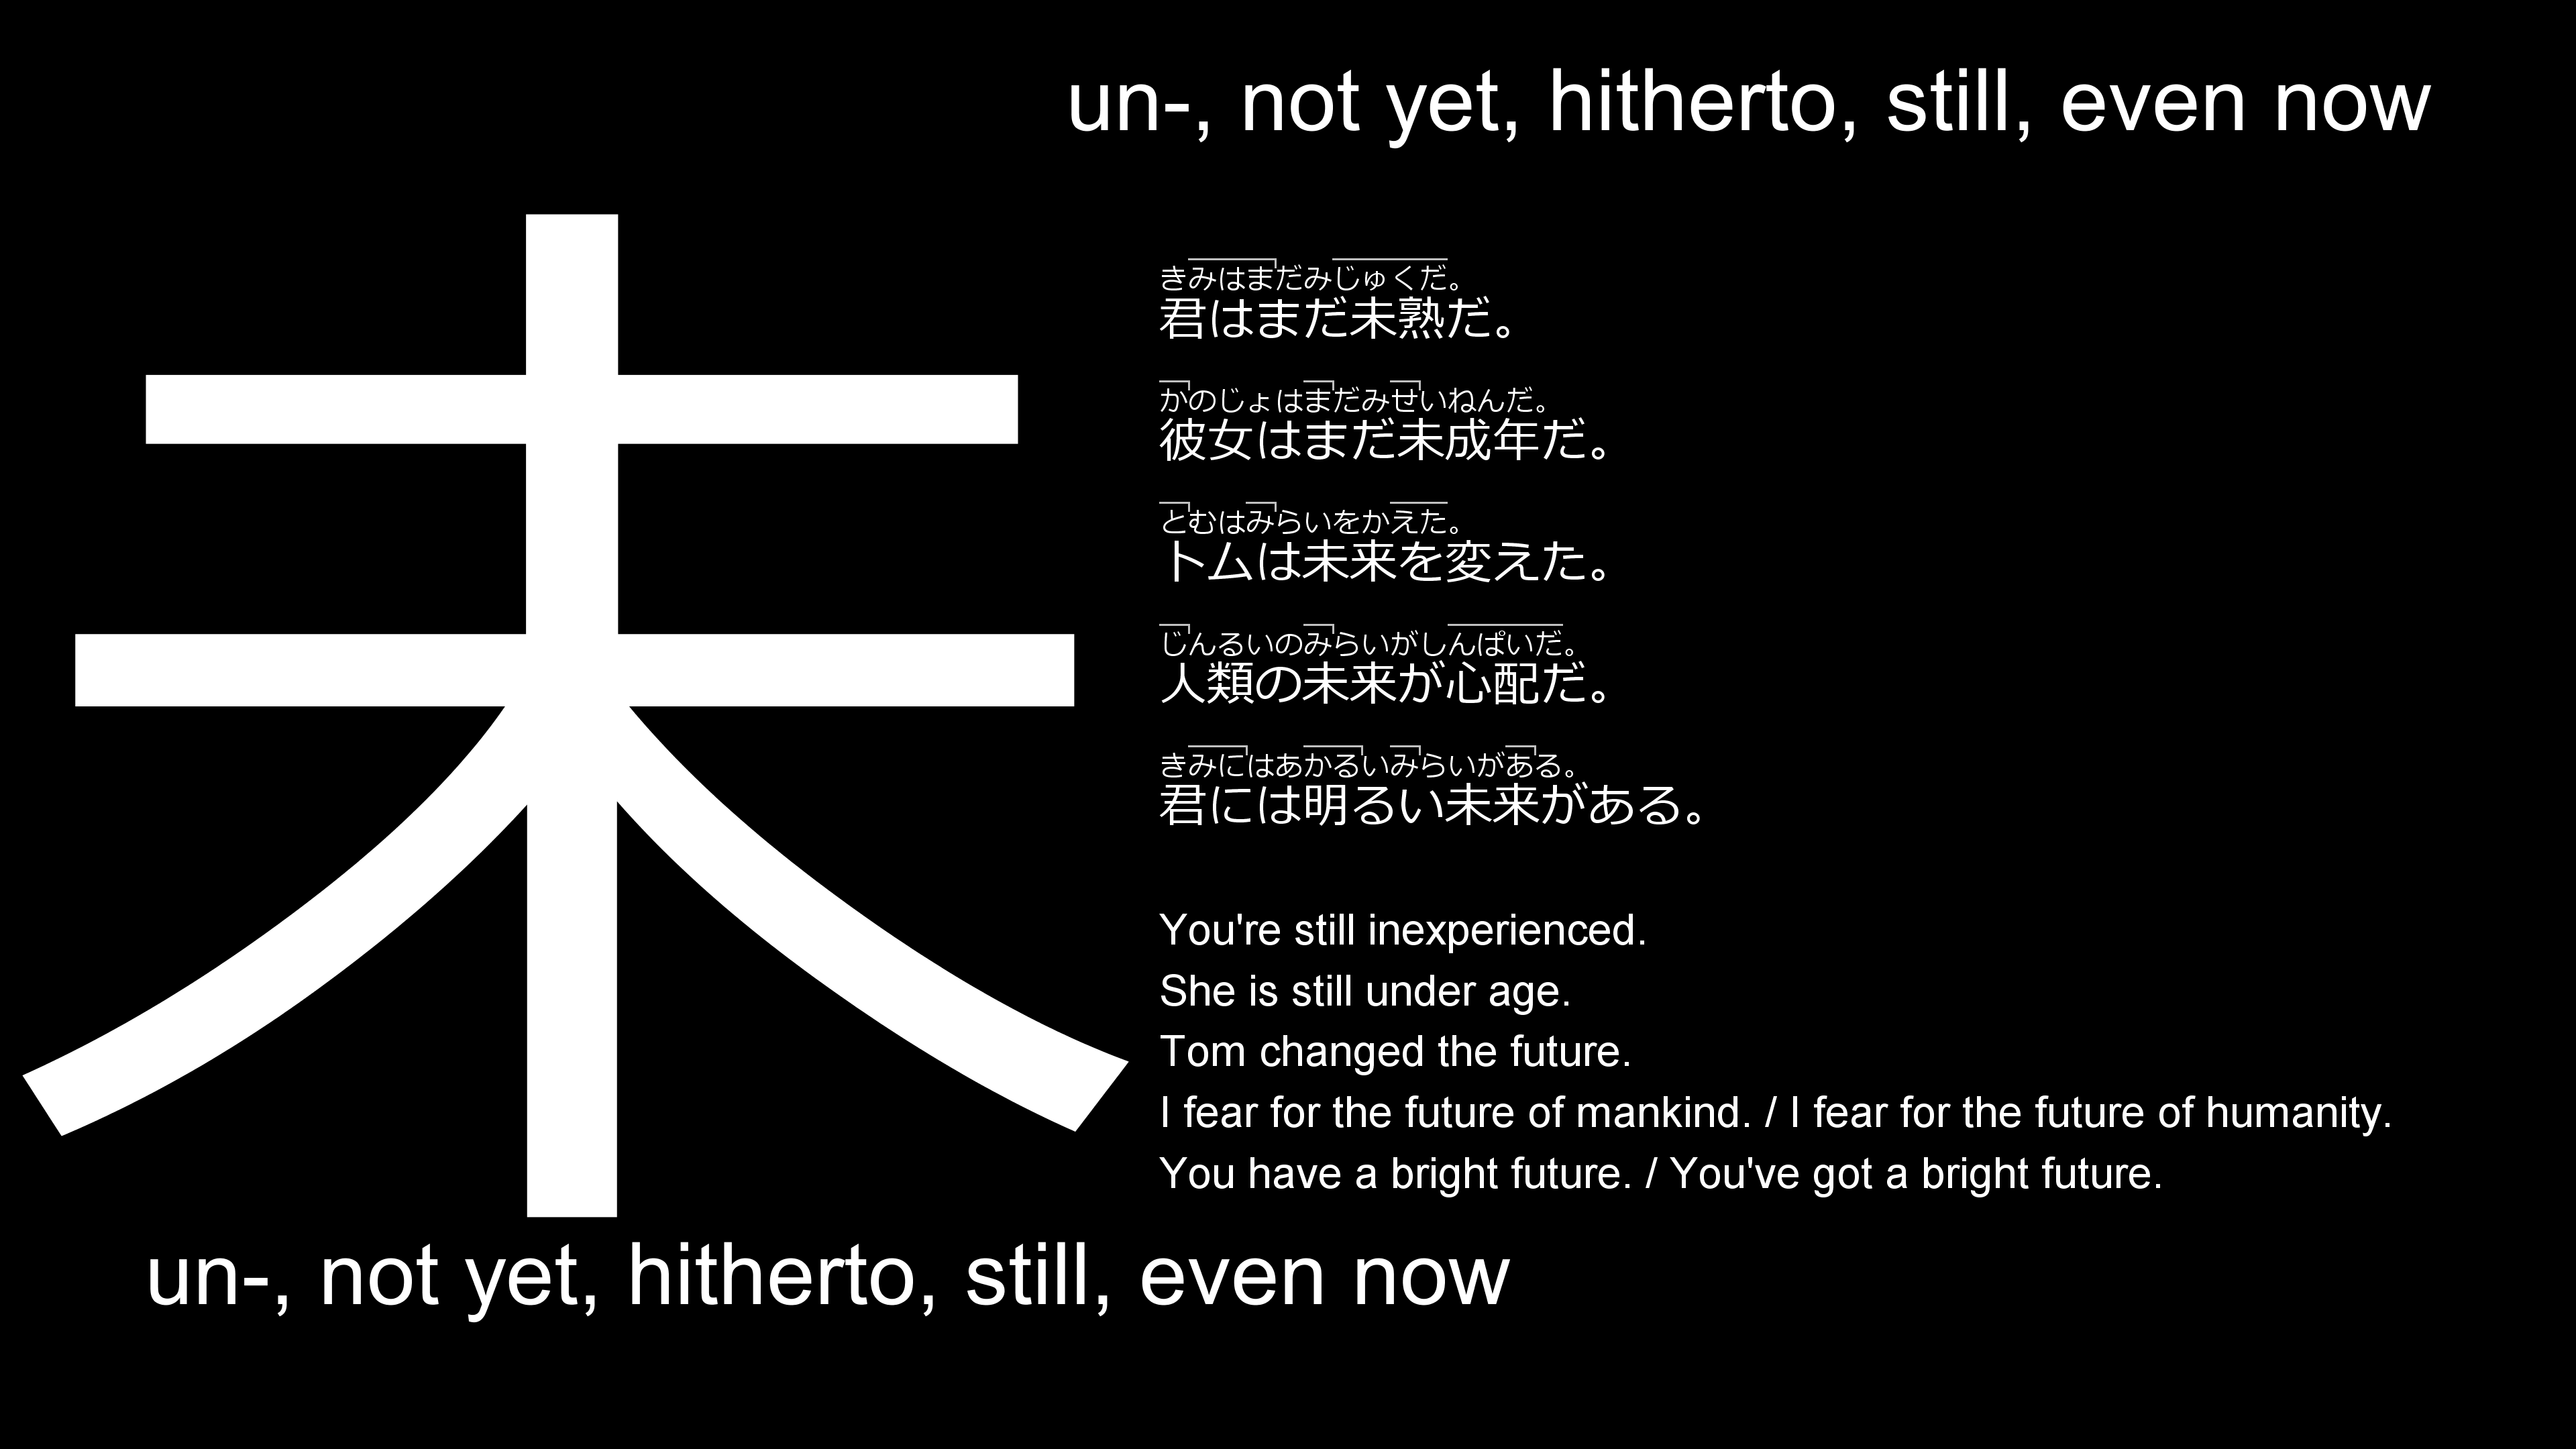 un-, not yet, hitherto, still, even now
未
きみはまだみじゅくだ。
君はまだ未熟だ。
かのじょはまだみせいねんだ。
彼女はまだ未成年だ。
とむはみらいをかえた。
トムは未来を変えた。
じんるいのみらいがしんぱいだ。
人類の未来が心配だ。
きみにはあかるいみらいがある。
君には明るい未来がある。
You're still inexperienced.
She is still under age.
Tom changed the future.
I fear for the future of mankind. / I fear for the future of humanity.
You have a bright future. / You've got a bright future.
un-, not yet, hitherto, still, even now